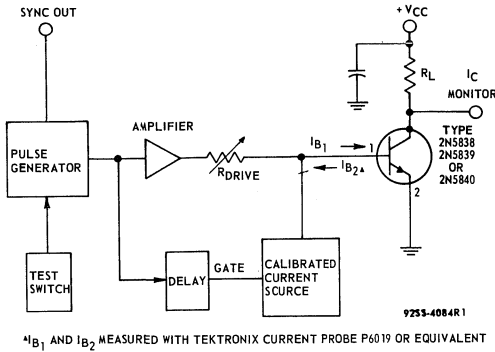 SYNC OUT
+ VCC
RL
IC
MONITOR
AMPLIFIER
PULSE
GENERATOR
RDRIVE
IB1
IB2▲
1
2
TYPE
2N5838
2N5839
OR
2N5840
TEST
SWITCH
DELAY
GATE
CALIBRATED
CURRENT
SOURCE
92SS-4084R1
▲IB1 AND IB2 MEASURED WITH TEKTRONIX CURRENT PROBE P6019 OR EQUIVALENT